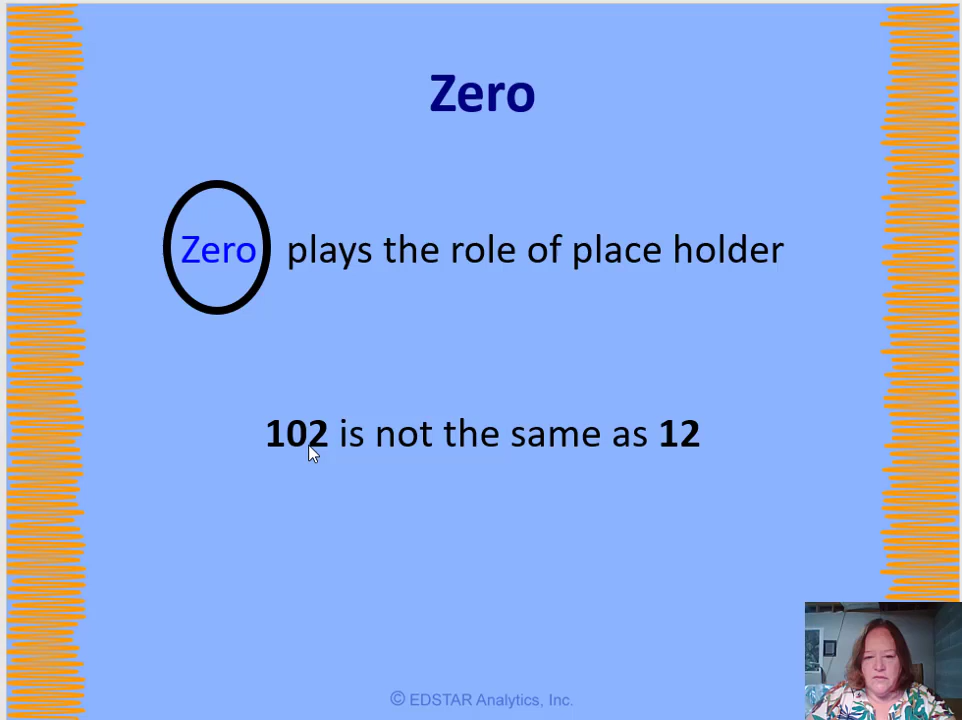 Zero
Zero plays the role of place holder
102 is not the same as 12
© EDSTAR Analytics, Inc.